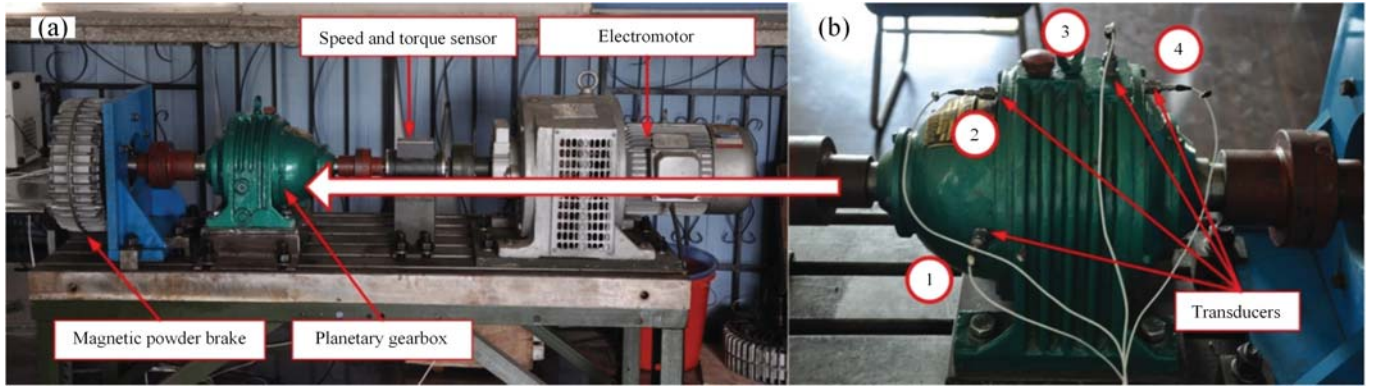 (a)
Speed and torque sensor
Electromotor
Magnetic powder brake
Planetary gearbox
(b)
3
4
2
1
Transducers